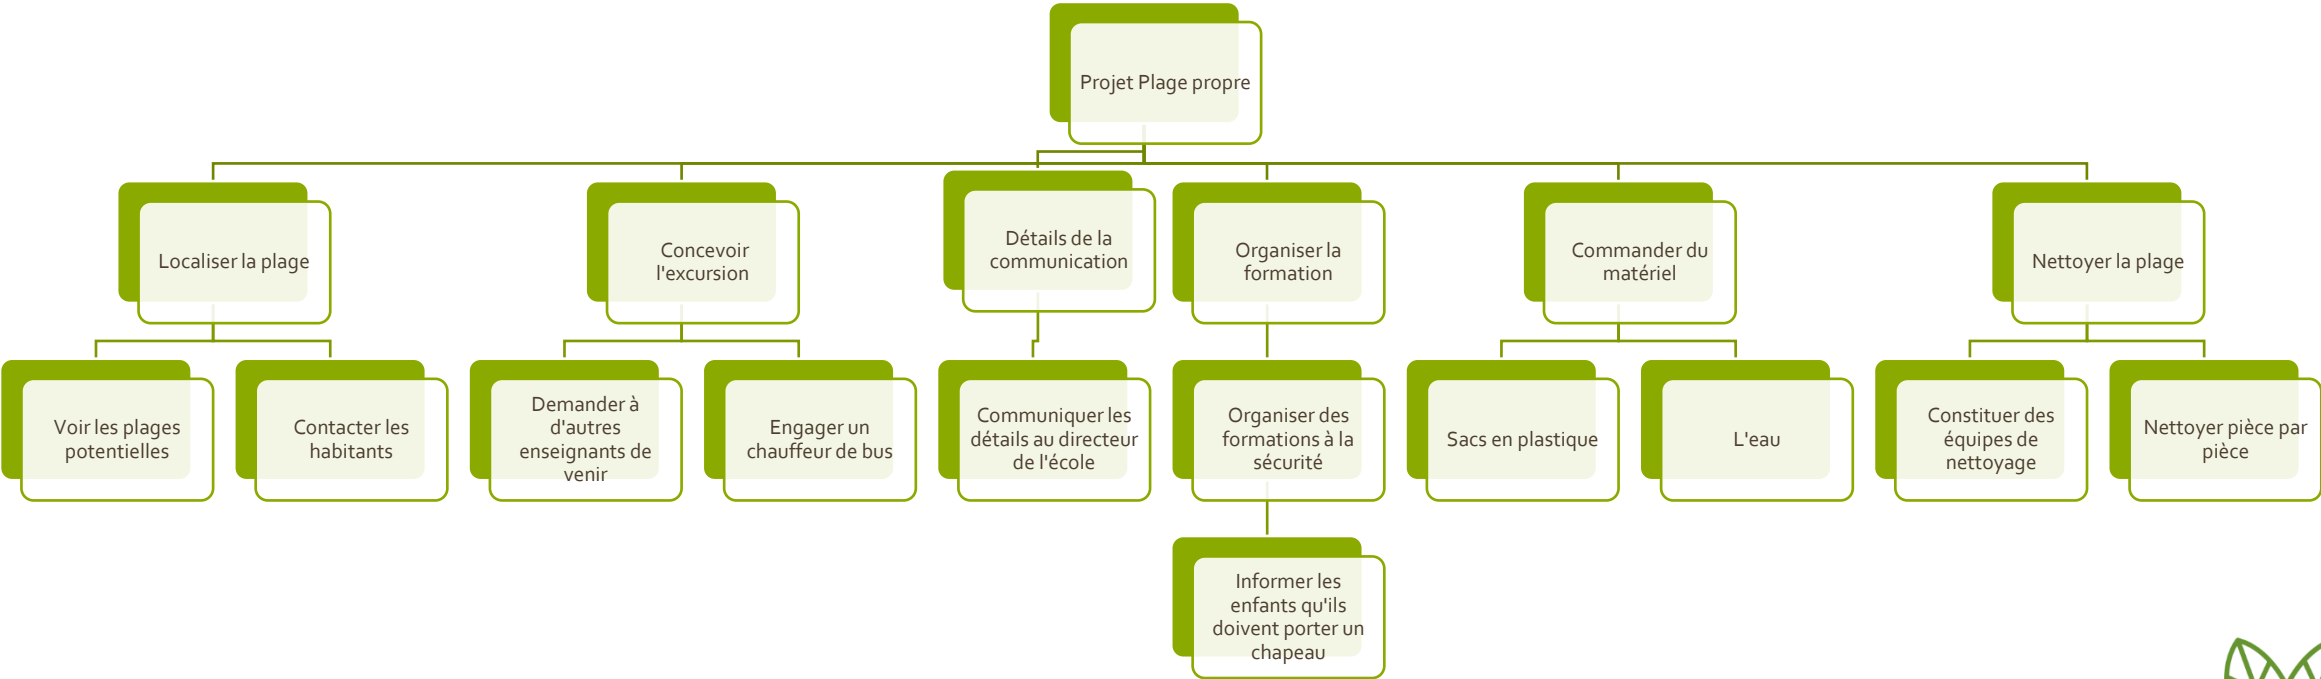 Projet Plage propre
Localiser la plage
Concevoir
l'excursion
Détails de la
communication
Organiser la
formation
Commander du
matériel
Nettoyer la plage
Voir les plages
potentielles
Contacter les
habitants
Demander à
d'autres
enseignants de
venir
Engager un
chauffeur de bus
Communiquer les
détails au directeur
de l'école
Organiser des
formations à la
sécurité
Sacs en plastique
L'eau
Constituer des
équipes de
nettoyage
Nettoyer pièce par
pièce
Informer les
enfants qu'ils
doivent porter un
chapeau